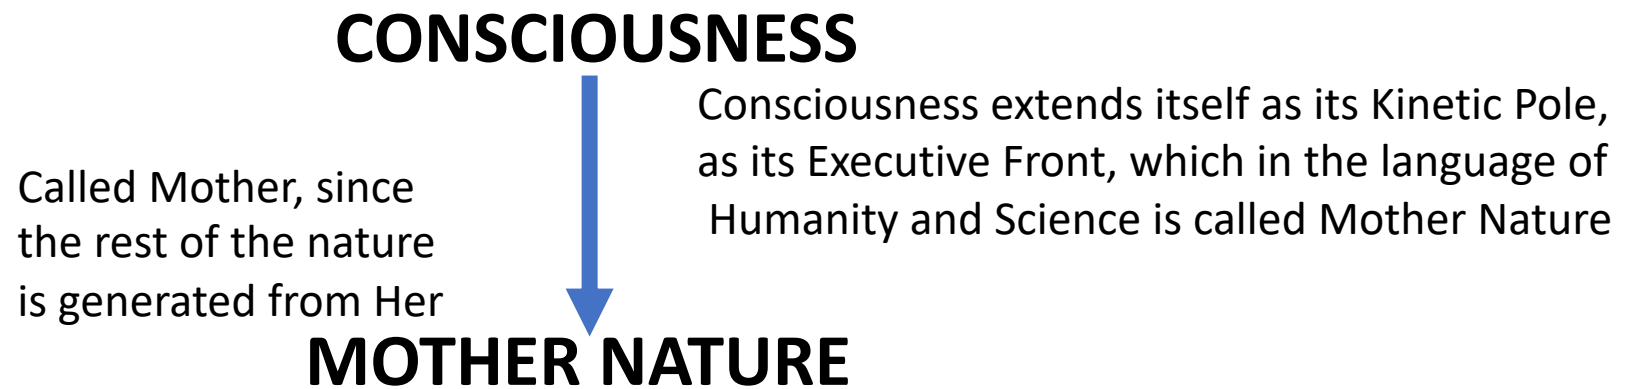 CONSCIOUSNESS
Consciousness extends itself as its Kinetic Pole,
as its Executive Front, which in the language of
Humanity and Science is called Mother Nature
Called Mother, since
the rest of the nature
is generated from Her
MOTHER NATURE